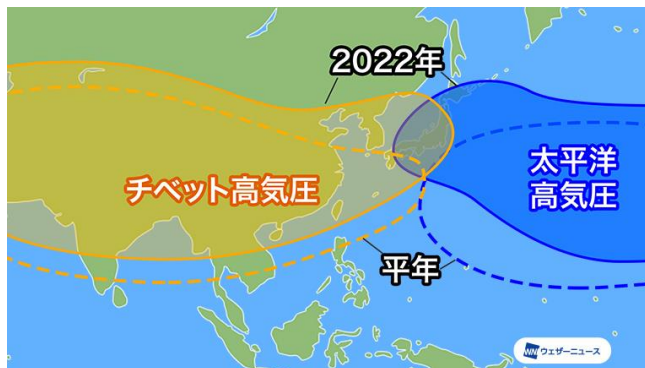 2022年
チベット高気圧
太平洋
高気圧
平年
WNI ウェザーニュース